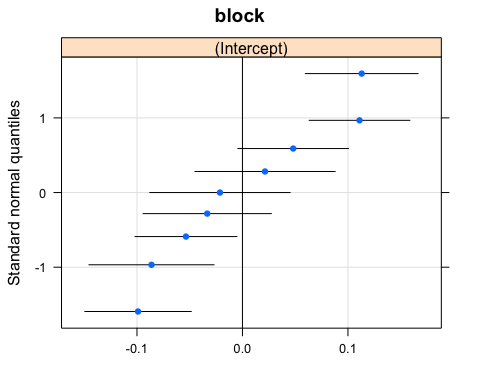 block
(Intercept)
Standard normal quantiles
1
0
-1
-0.1 0.0 0.1